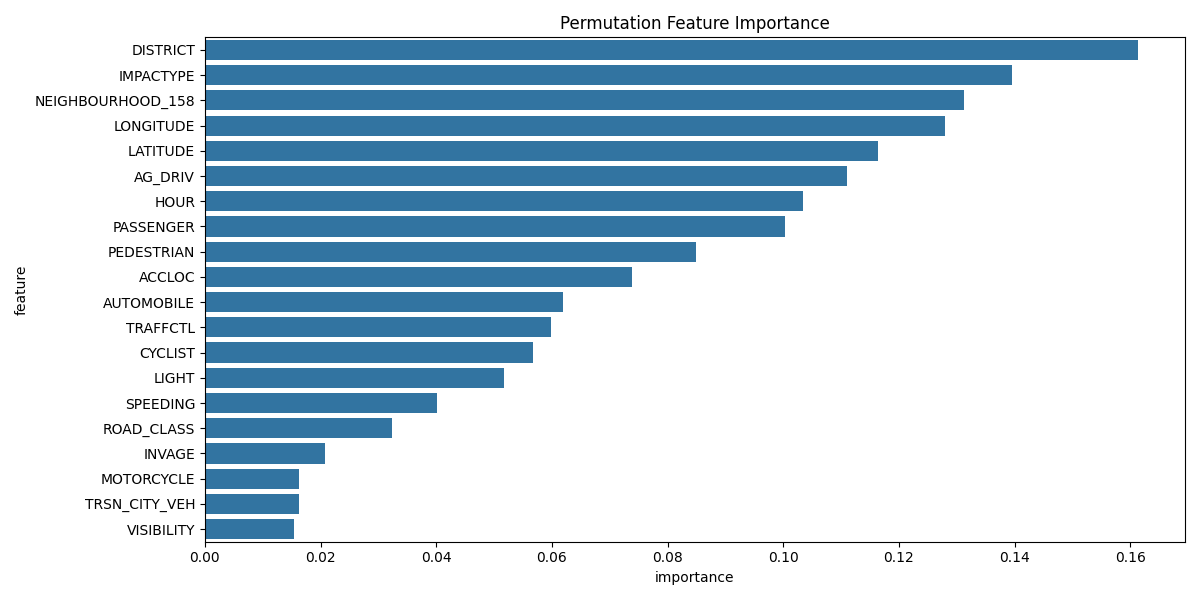 Permutation Feature Importance
DISTRICT
IMPACTYPE
NEIGHBOURHOOD_158
LONGITUDE
LATITUDE
AG_DRIV
HOUR
PASSENGER
PEDESTRIAN
ACCLOC
AUTOMOBILE
TRAFFCTL
CYCLIST
LIGHT
SPEEDING
ROAD_CLASS
INVAGE
MOTORCYCLE
TRSN_CITY_VEH
VISIBILITY
feature
0.00 0.02 0.04 0.06 0.08 0.10 0.12 0.14 0.16
importance